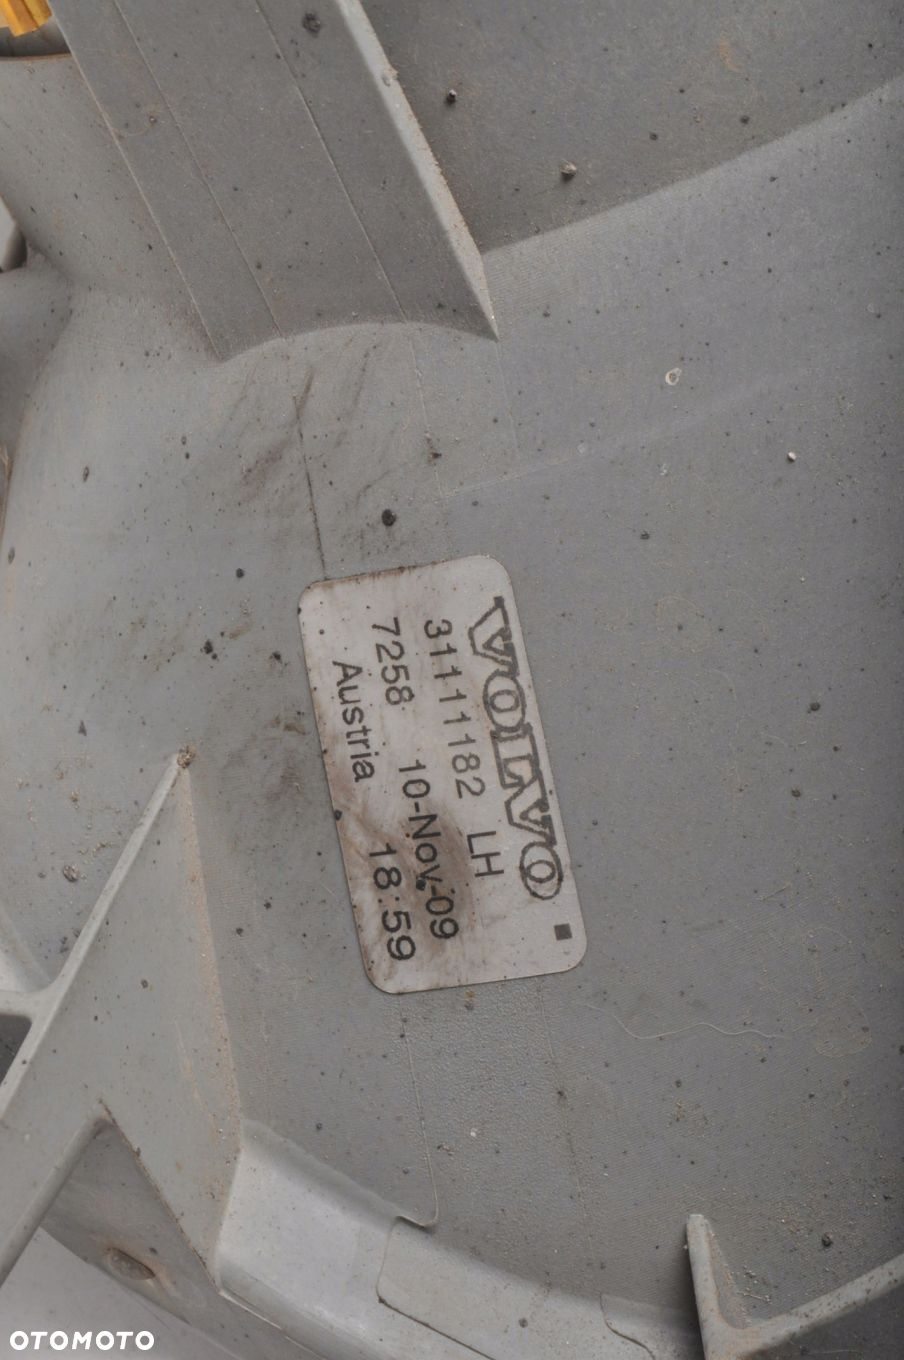 VOLVO
31111182 LH
7258 10-Nov-09
Austria 18:59
OTOMOTO